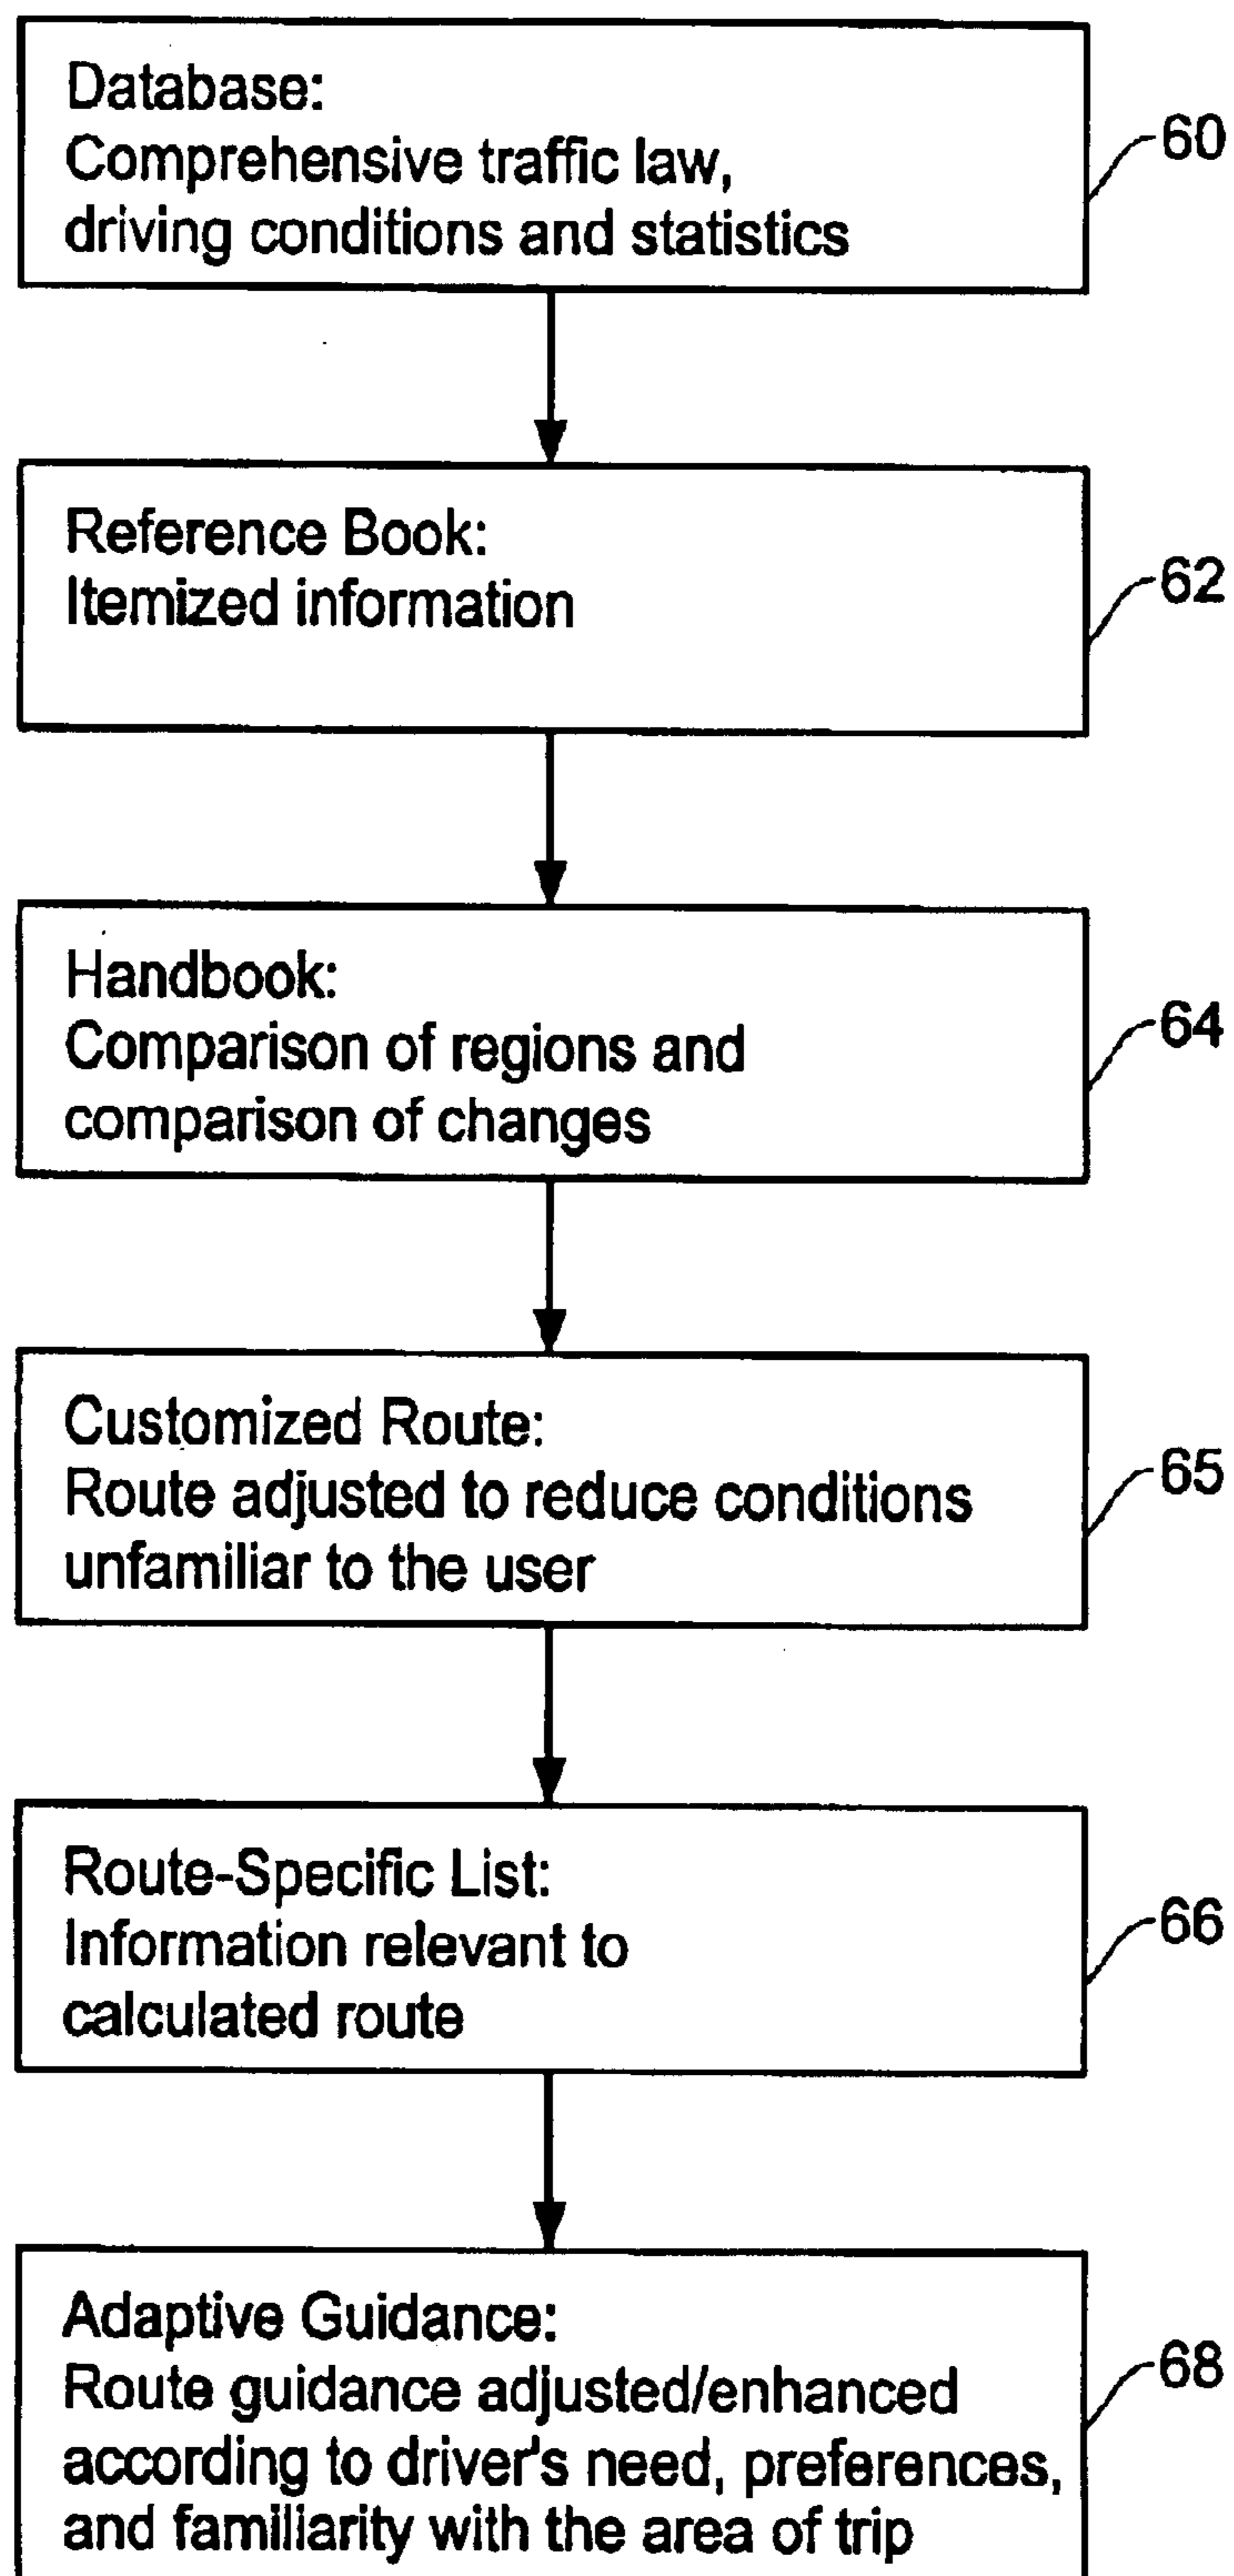 Database:
Comprehensive traffic law,
driving conditions and statistics
60
Reference Book:
Itemized information
62
Handbook:
Comparison of regions and
comparison of changes
64
Customized Route:
Route adjusted to reduce conditions
unfamiliar to the user
65
Route-Specific List:
Information relevant to
calculated route
66
Adaptive Guidance:
Route guidance adjusted/enhanced
according to driver's need, preferences,
and familiarity with the area of trip
68